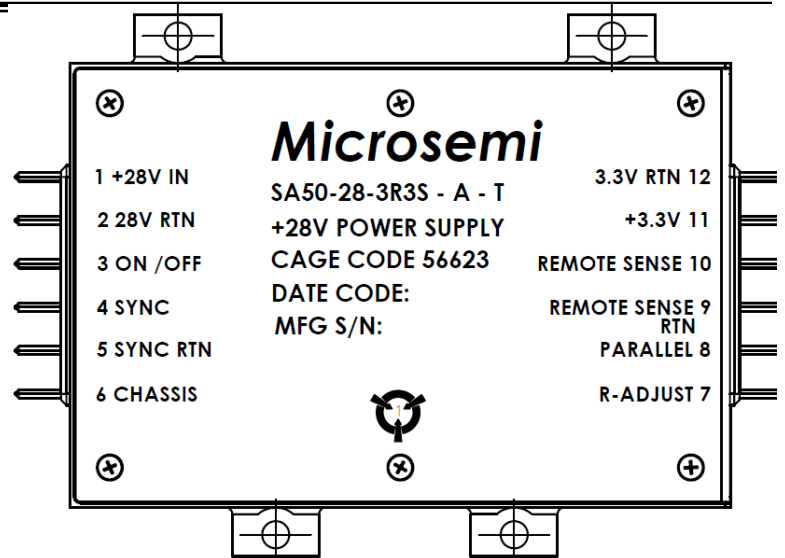 Microsemi
1 +28V IN
2 28V RTN
3 ON /OFF
4 SYNC
5 SYNC RTN
6 CHASSIS
SA50-28-3R3S - A - T
+28V POWER SUPPLY
CAGE CODE 56623
DATE CODE:
MFG S/N:
1
3.3V RTN 12
+3.3V 11
REMOTE SENSE 10
REMOTE SENSE 9
RTN
PARALLEL 8
R-ADJUST 7